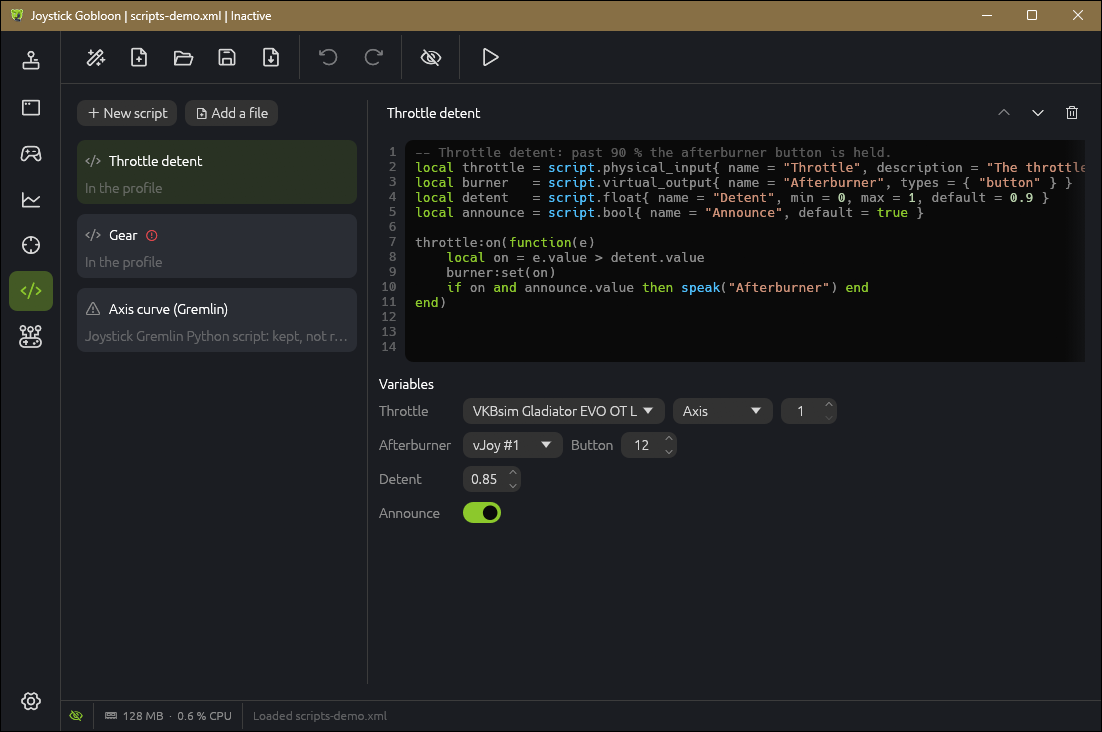 Joystick Gobloon | scripts-demo.xml | Inactive
+ New script
Add a file
Throttle detent
In the profile
Gear
In the profile
Axis curve (Gremlin)
Joystick Gremlin Python script: kept, not r…
Throttle detent
1 -- Throttle detent: past 90 % the afterburner button is held.
2 local throttle = script.physical_input{ name = "Throttle", description = "The throttle
3 local burner   = script.virtual_output{ name = "Afterburner", types = { "button" } }
4 local detent   = script.float{ name = "Detent", min = 0, max = 1, default = 0.9 }
5 local announce = script.bool{ name = "Announce", default = true }
6
7 throttle:on(function(e)
8     local on = e.value > detent.value
9     burner:set(on)
10     if on and announce.value then speak("Afterburner") end
11 end)
12
13
14
Variables
Throttle VKBsim Gladiator EVO OT L Axis 1
Afterburner vJoy #1 Button 12
Detent 0.85
Announce
128 MB · 0.6 % CPU
Loaded scripts-demo.xml